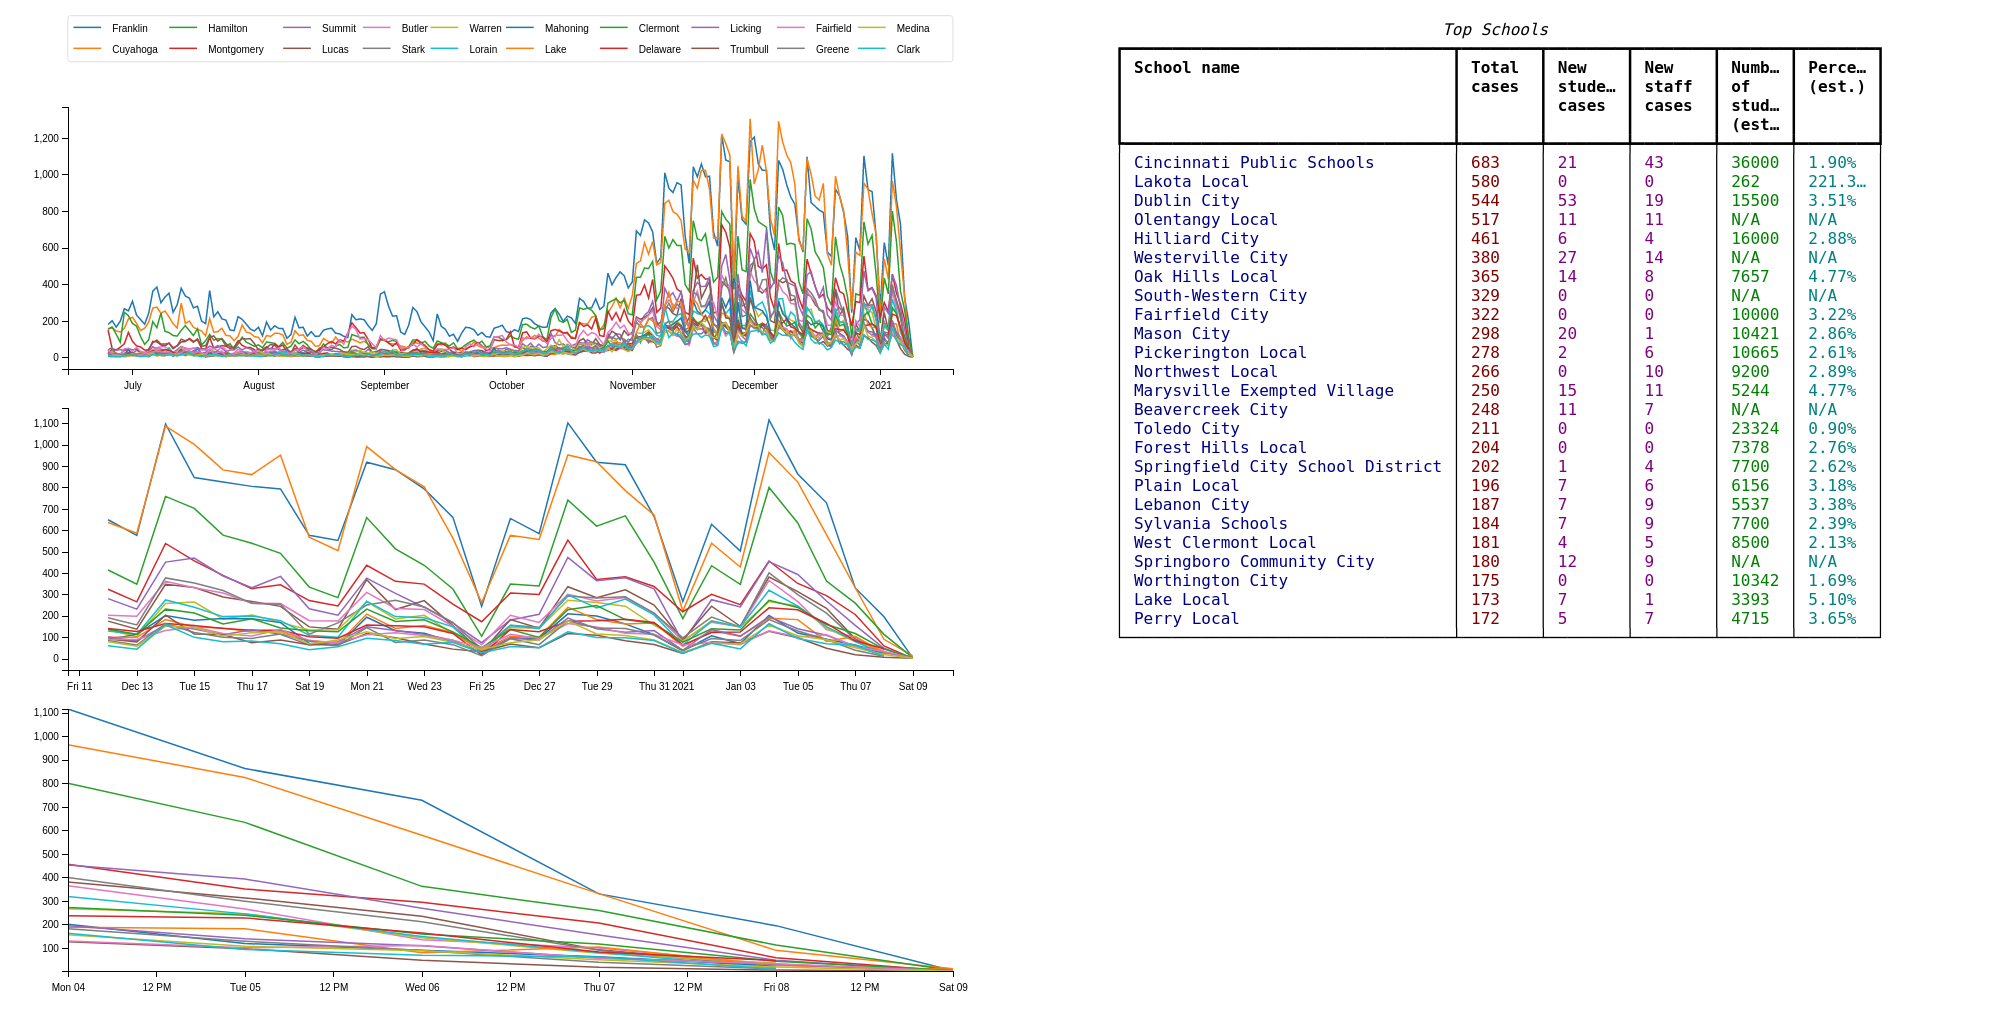 Franklin Hamilton Summit Butler Warren Mahoning Clermont Licking Fairfield Medina
Cuyahoga Montgomery Lucas Stark Lorain Lake Delaware Trumbull Greene Clark
1,200
1,000
800
600
400
200
0
July August September October November December 2021
1,100
1,000
900
800
700
600
500
400
300
200
100
0
Fri 11 Dec 13 Tue 15 Thu 17 Sat 19 Mon 21 Wed 23 Fri 25 Dec 27 Tue 29 Thu 31 2021 Jan 03 Tue 05 Thu 07 Sat 09
1,100
1,000
900
800
700
600
500
400
300
200
100
Mon 04 12 PM Tue 05 12 PM Wed 06 12 PM Thu 07 12 PM Fri 08 12 PM Sat 09
Top Schools
School name Total New New Numb… Perce…
cases stude… staff of (est.)
cases cases stud…
(est…
Cincinnati Public Schools 683 21 43 36000 1.90%
Lakota Local 580 0 0 262 221.3…
Dublin City 544 53 19 15500 3.51%
Olentangy Local 517 11 11 N/A N/A
Hilliard City 461 6 4 16000 2.88%
Westerville City 380 27 14 N/A N/A
Oak Hills Local 365 14 8 7657 4.77%
South-Western City 329 0 0 N/A N/A
Fairfield City 322 0 0 10000 3.22%
Mason City 298 20 1 10421 2.86%
Pickerington Local 278 2 6 10665 2.61%
Northwest Local 266 0 10 9200 2.89%
Marysville Exempted Village 250 15 11 5244 4.77%
Beavercreek City 248 11 7 N/A N/A
Toledo City 211 0 0 23324 0.90%
Forest Hills Local 204 0 0 7378 2.76%
Springfield City School District 202 1 4 7700 2.62%
Plain Local 196 7 6 6156 3.18%
Lebanon City 187 7 9 5537 3.38%
Sylvania Schools 184 7 9 7700 2.39%
West Clermont Local 181 4 5 8500 2.13%
Springboro Community City 180 12 9 N/A N/A
Worthington City 175 0 0 10342 1.69%
Lake Local 173 7 1 3393 5.10%
Perry Local 172 5 7 4715 3.65%